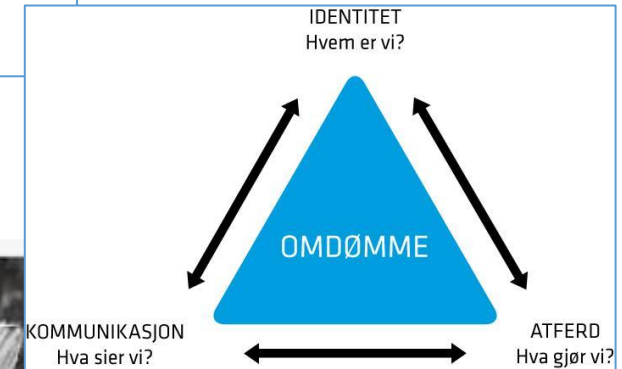 IDENTITET
Hvem er vi?
OMDØMME
KOMMUNIKASJON
Hva sier vi?
ATFERD
Hva gjør vi?